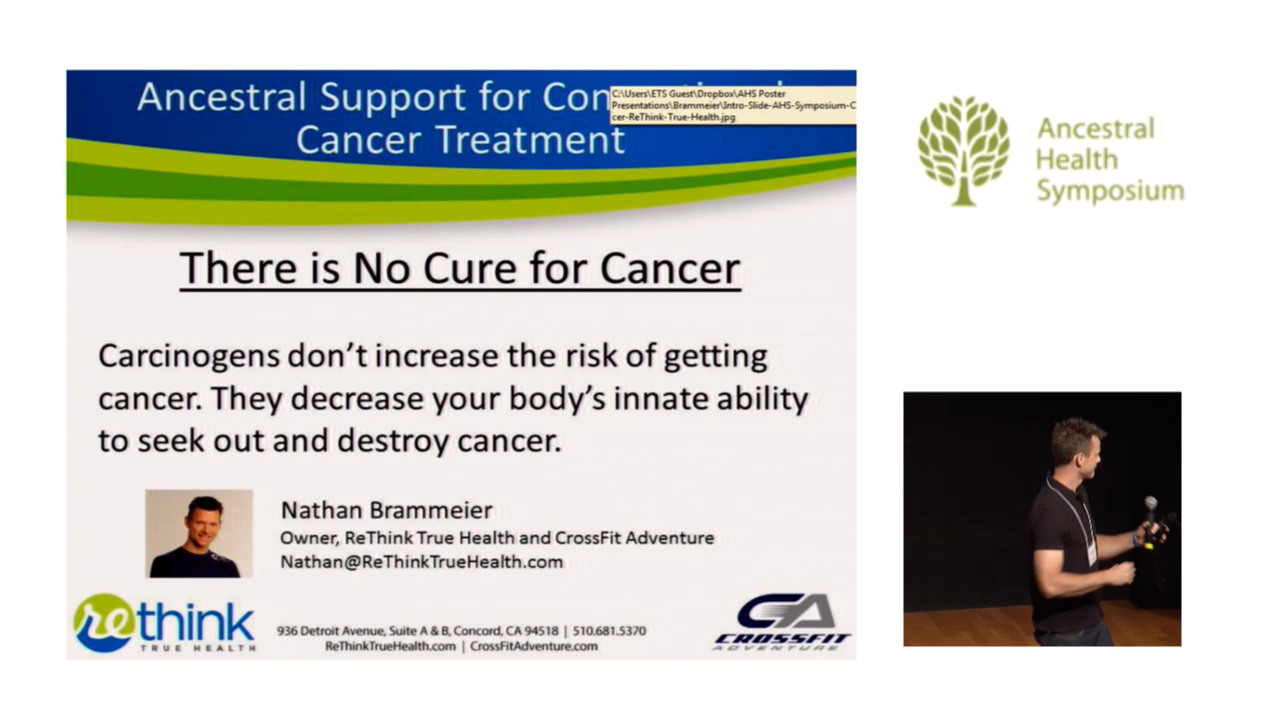 Ancestral Support for Con
Cancer Treatment
C:\Users\ETS Guest\Dropbox\AHS Poster
Presentations\Brammeier\Intro-Slide-AHS-Symposium-C
cer-ReThink-True-Health.jpg
There is No Cure for Cancer
Carcinogens don't increase the risk of getting
cancer. They decrease your body's innate ability
to seek out and destroy cancer.
Nathan Brammeier
Owner, ReThink True Health and CrossFit Adventure
Nathan@ReThinkTrueHealth.com
rethink
TRUE HEALTH
936 Detroit Avenue, Suite A & B, Concord, CA 94518 | 510.681.5370
ReThinkTrueHealth.com | CrossFitAdventure.com
CA
CROSSFIT
ADVENTURE
Ancestral
Health
Symposium